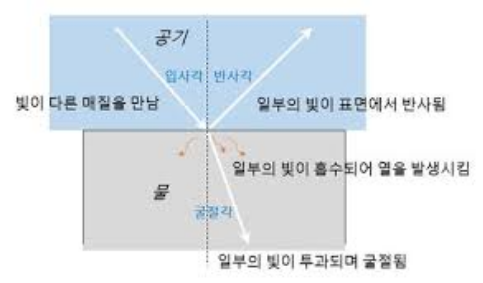 공기
입사각 반사각
빛이 다른 매질을 만남
일부의 빛이 표면에서 반사됨
일부의 빛이 흡수되어 열을 발생시킴
물
굴절각
일부의 빛이 투과되며 굴절됨